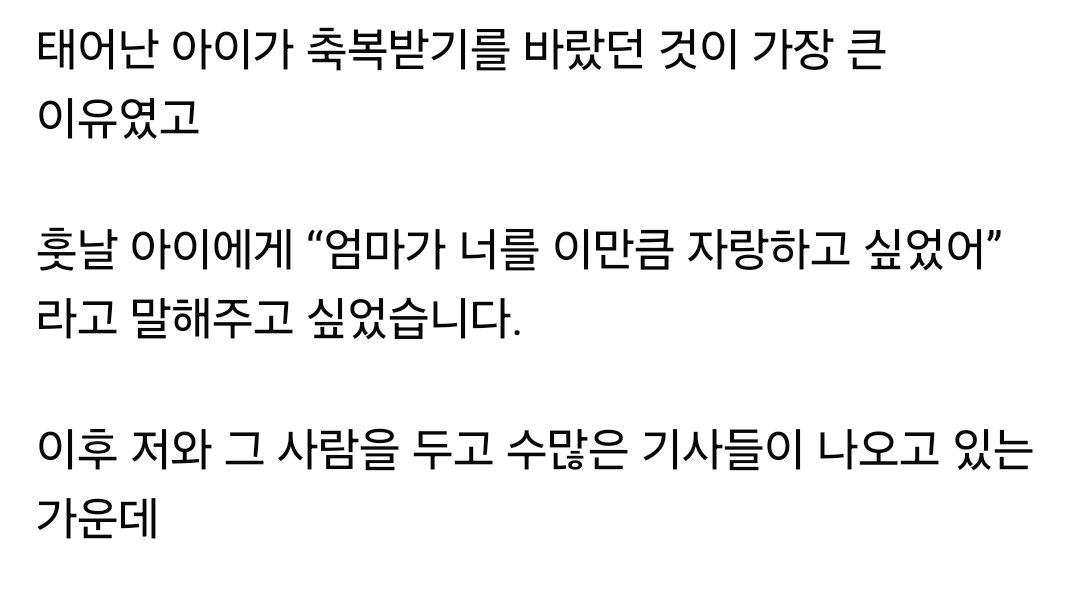 태어난 아이가 축복받기를 바랐던 것이 가장 큰
이유였고
훗날 아이에게 “엄마가 너를 이만큼 자랑하고 싶었어”
라고 말해주고 싶었습니다.
이후 저와 그 사람을 두고 수많은 기사들이 나오고 있는
가운데